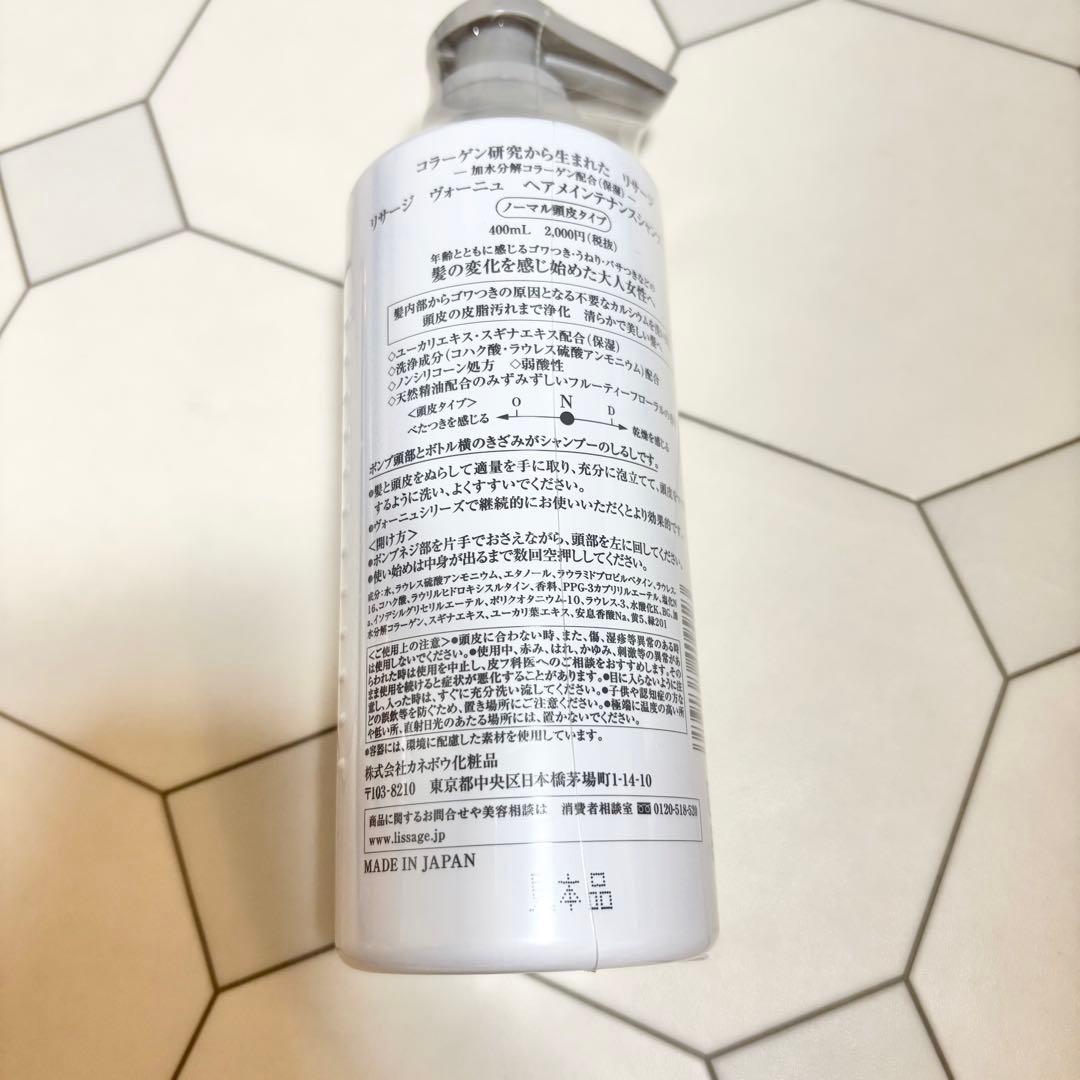 コラーゲン研究から生まれた リサージ
― 加水分解コラーゲン配合(保湿) ―
リサージ ヴォーニュ ヘアメインテナンスシャンプ
ノーマル頭皮タイプ
400mL 2,000円(税抜)
年齢とともに感じるゴワつき・うねり・パサつきなどの
髪の変化を感じ始めた大人女性へ
髪内部からゴワつきの原因となる不要なカルシウムを
頭皮の皮脂汚れまで浄化 清らかで美しい髪へ
◇ユーカリエキス・スギナエキス配合(保湿)
◇洗浄成分(コハク酸・ラウレス硫酸アンモニウム)配合
◇ノンシリコーン処方 ◇弱酸性
◇天然精油配合のみずみずしいフルーティーフローラルの
<頭皮タイプ> O N D
べたつきを感じる 乾燥を感じる
ポンプ頭部とボトル横のきざみがシャンプーのしるしです。
●髪と頭皮をぬらして適量を手に取り、充分に泡立てて、頭皮を
するように洗い、よくすすいでください。
●ヴォーニュシリーズで継続的にお使いいただくとより効果的です
<開け方>
●ポンプネジ部を片手でおさえながら、頭部を左に回してください。
●使い始めは中身が出るまで数回空押ししてください。
成分:水、ラウレス硫酸アンモニウム、エタノール、ラウラミドプロピルベタイン、ラウレス-
16、コハク酸、ラウリルヒドロキシスルタイン、香料、PPG-3カプリリルエーテル、塩化N
a、イソデシルグリセリルエーテル、ポリクオタニウム-10、ラウレス-3、水酸化K、BG、加
水分解コラーゲン、スギナエキス、ユーカリ葉エキス、安息香酸Na、黄5、緑201
<ご使用上の注意>●頭皮に合わない時、また、傷、湿疹等異常のある時
は使用しないでください。●使用中、赤み、はれ、かゆみ、刺激等の異常があ
らわれた時は使用を中止し、皮フ科医へのご相談をおすすめします。その
まま使用を続けると症状が悪化することがあります。●目に入らないように注
意し、入った時は、すぐに充分洗い流してください。●子供や認知症の方な
どの誤飲等を防ぐため、置き場所にご注意ください。●極端に温度の高い所
や低い所、直射日光のあたる場所には、置かないでください。
●容器には、環境に配慮した素材を使用しています。
株式会社カネボウ化粧品
〒103-8210 東京都中央区日本橋茅場町1-14-10
商品に関するお問合せや美容相談は 消費者相談室 0120-518-520
www.lissage.jp
MADE IN JAPAN
見本品